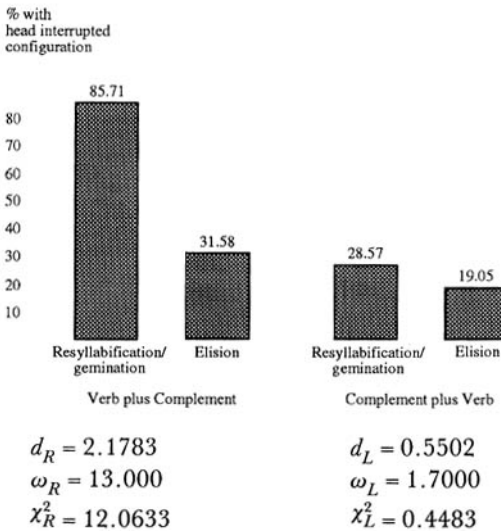 % with
head interrupted
configuration
85.71
80
70
60
50
40
31.58
30
28.57
20
19.05
10
Resyllabification/
gemination
Elision
Resyllabification/
gemination
Elision
Verb plus Complement
Complement plus Verb
d_R = 2.1783
d_L = 0.5502
ω_R = 13.000
ω_L = 1.7000
χ²_R = 12.0633
χ²_L = 0.4483